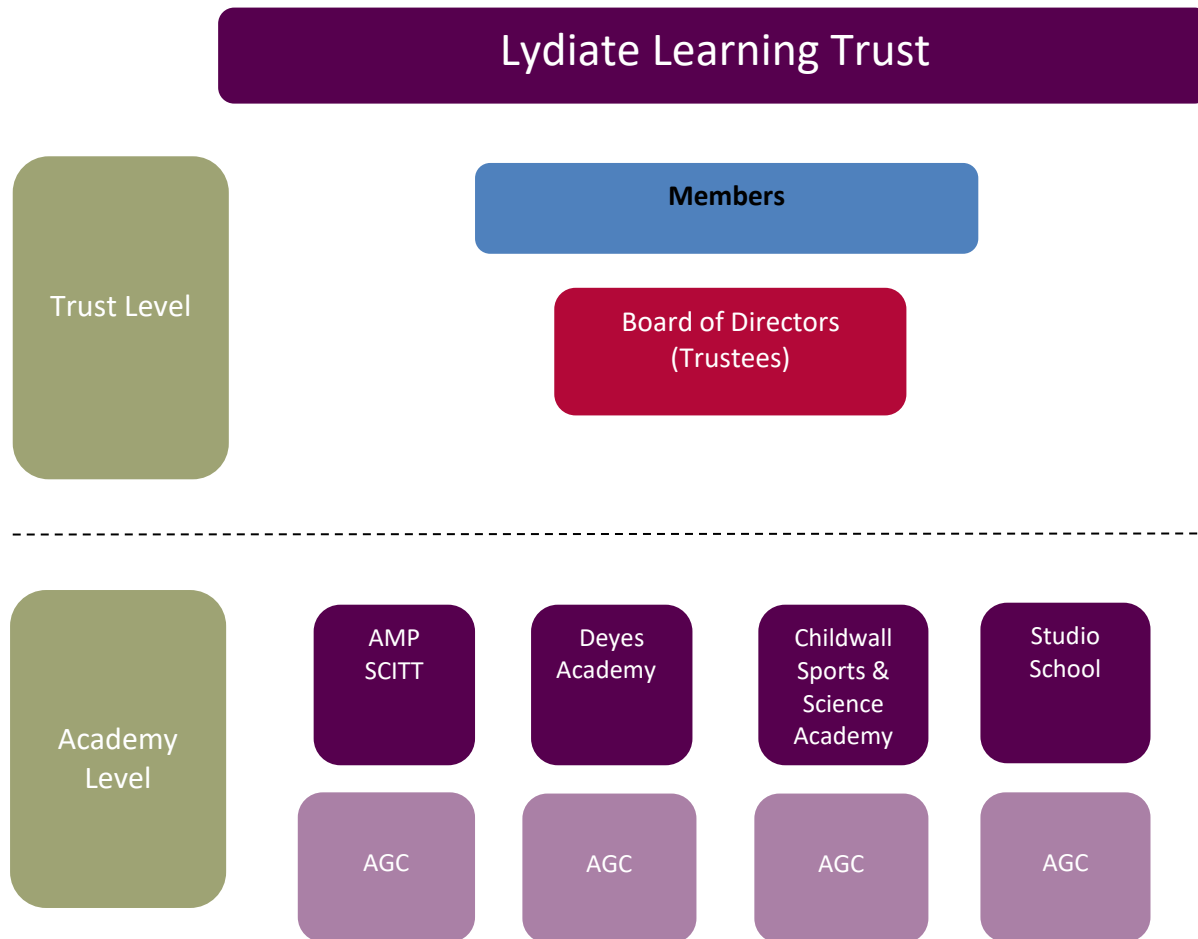 Lydiate Learning Trust
Members
Trust Level
Board of Directors
(Trustees)
Academy
Level
AMP
SCITT
Deyes
Academy
Childwall
Sports &
Science
Academy
Studio
School
AGC
AGC
AGC
AGC